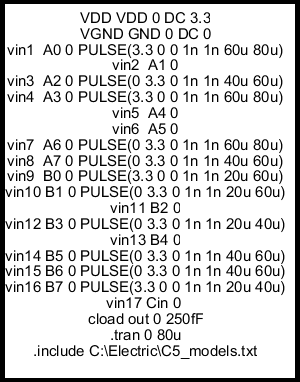 VDD VDD 0 DC 3.3
VGND GND 0 DC 0
vin1 A0 0 PULSE(3.3 0 0 1n 1n 60u 80u)
vin2 A1 0
vin3 A2 0 PULSE(0 3.3 0 1n 1n 40u 60u)
vin4 A3 0 PULSE(3.3 0 0 1n 1n 60u 80u)
vin5 A4 0
vin6 A5 0
vin7 A6 0 PULSE(0 3.3 0 1n 1n 60u 80u)
vin8 A7 0 PULSE(0 3.3 0 1n 1n 40u 60u)
vin9 B0 0 PULSE(3.3 0 0 1n 1n 20u 60u)
vin10 B1 0 PULSE(0 3.3 0 1n 1n 20u 60u)
vin11 B2 0
vin12 B3 0 PULSE(0 3.3 0 1n 1n 20u 40u)
vin13 B4 0
vin14 B5 0 PULSE(0 3.3 0 1n 1n 40u 60u)
vin15 B6 0 PULSE(0 3.3 0 1n 1n 40u 60u)
vin16 B7 0 PULSE(3.3 0 0 1n 1n 20u 40u)
vin17 Cin 0
cload out 0 250fF
.tran 0 80u
.include C:\Electric\C5_models.txt